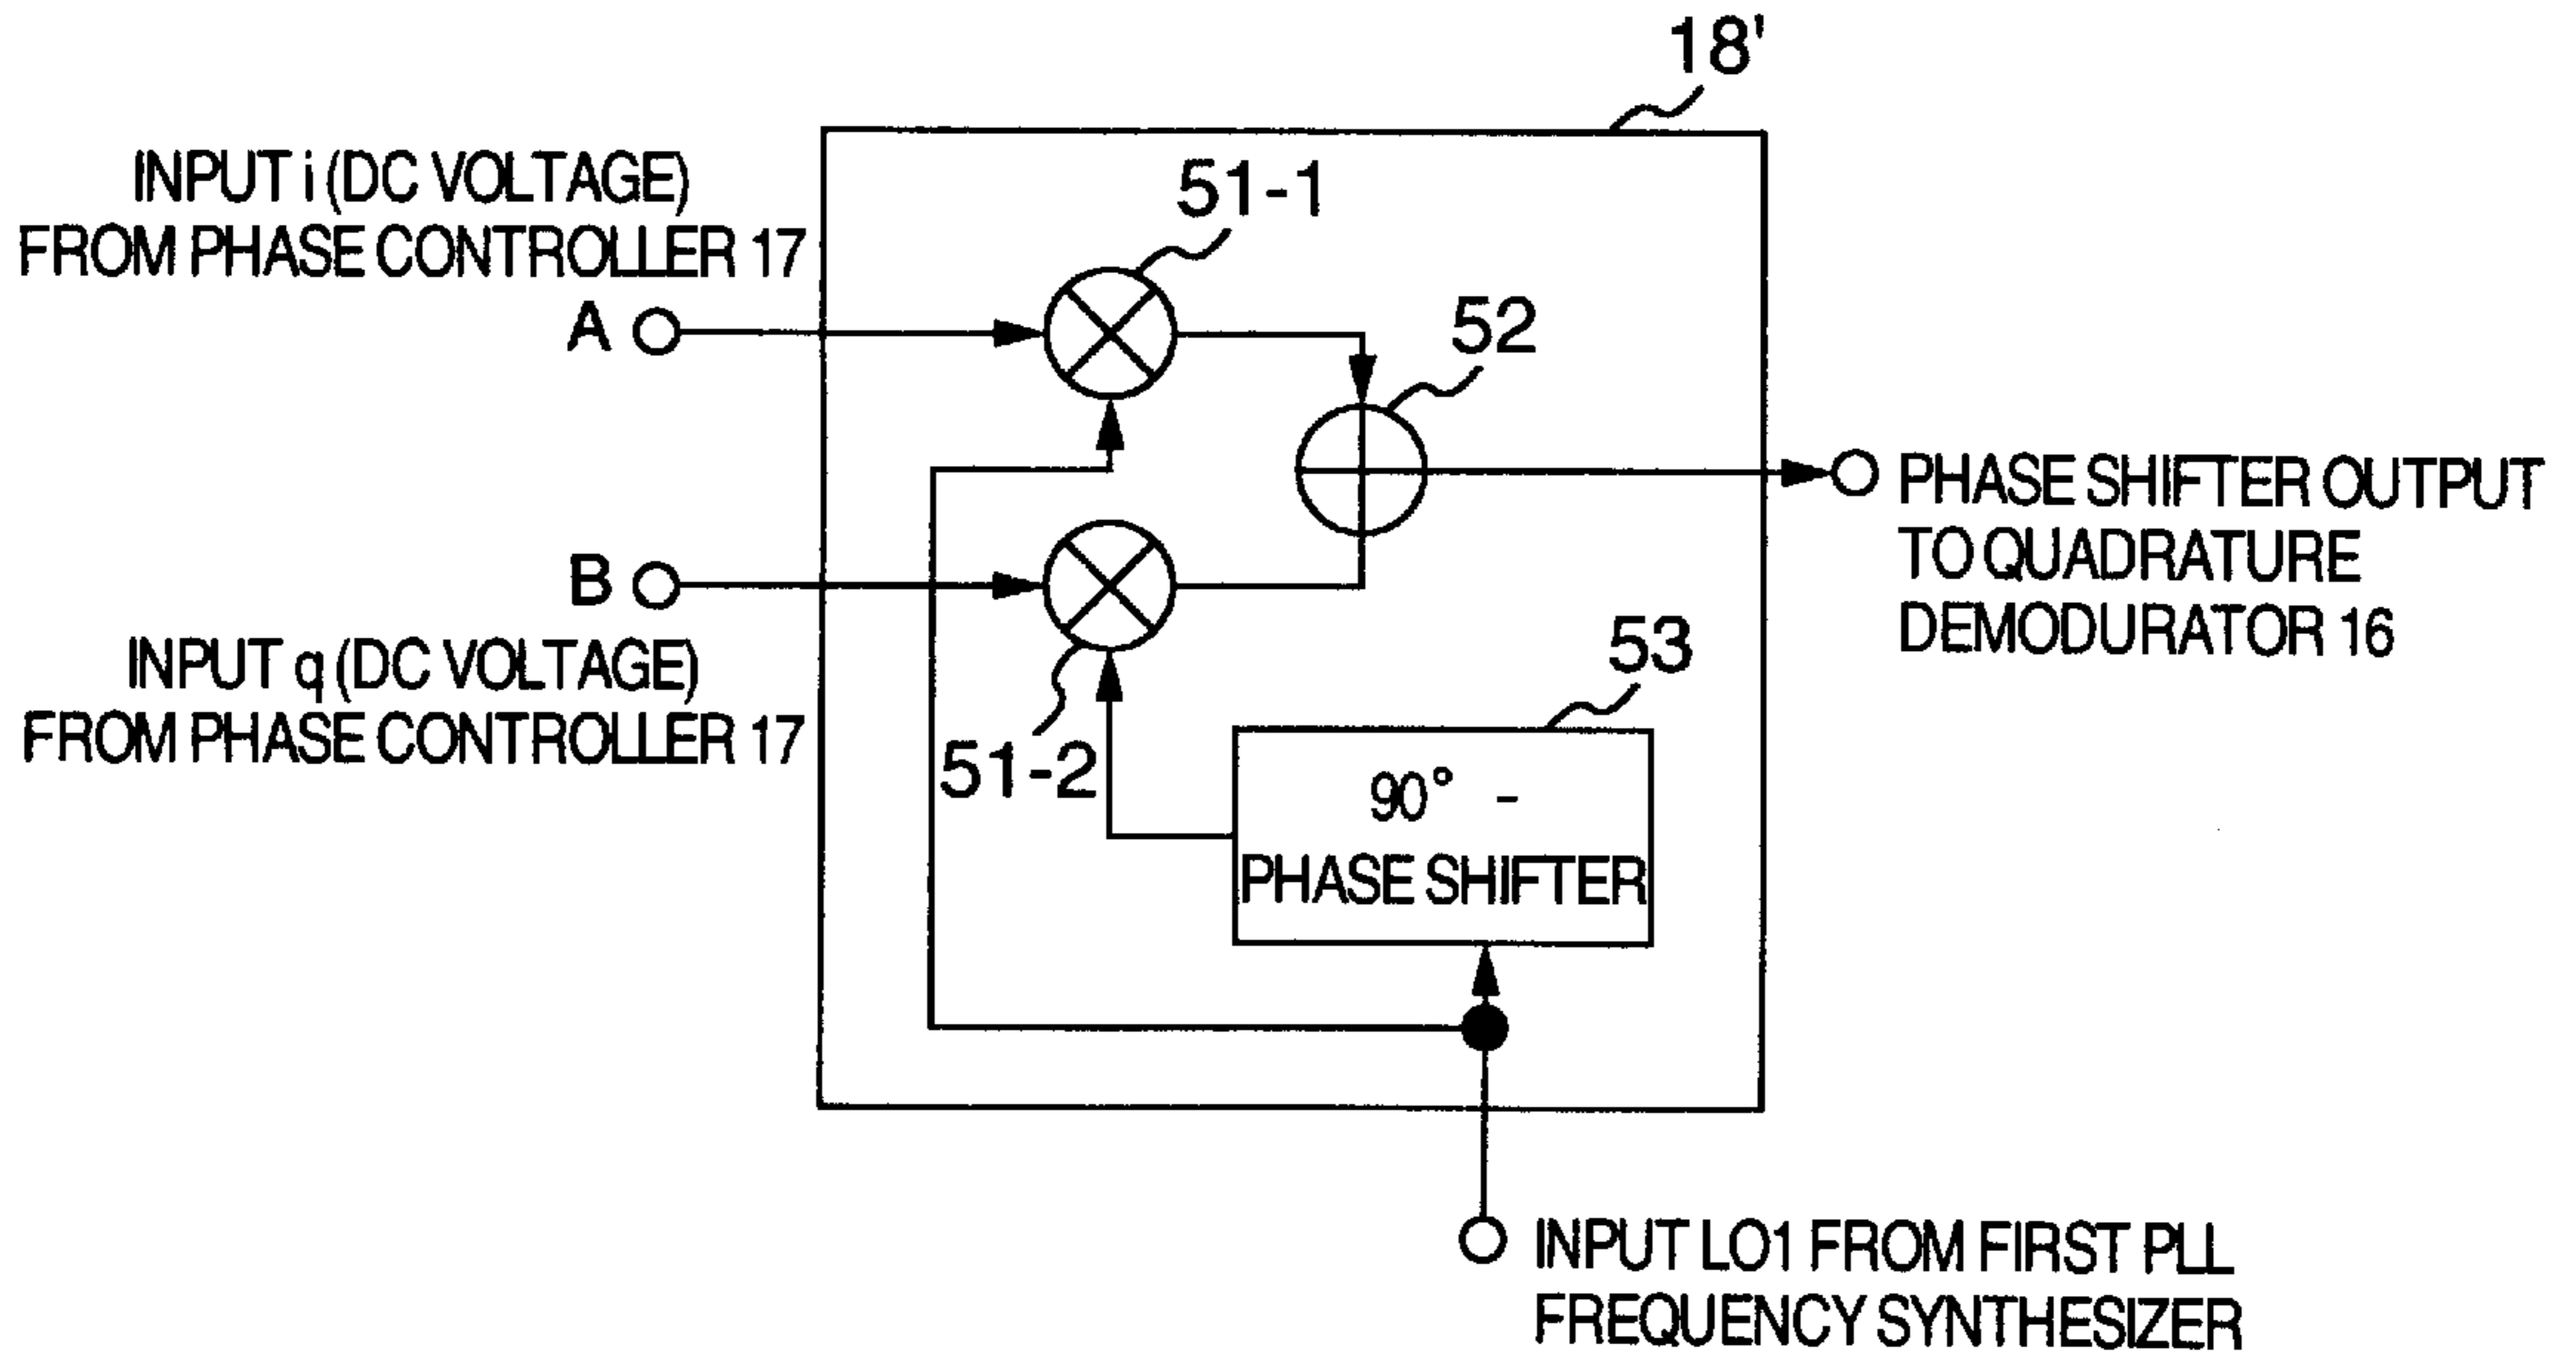 18'
INPUT i (DC VOLTAGE)
FROM PHASE CONTROLLER 17
51-1
A
52
PHASE SHIFTER OUTPUT
TO QUADRATURE
DEMODURATOR 16
B
INPUT q (DC VOLTAGE)
FROM PHASE CONTROLLER 17
51-2
53
90° -
PHASE SHIFTER
INPUT LO1 FROM FIRST PLL
FREQUENCY SYNTHESIZER